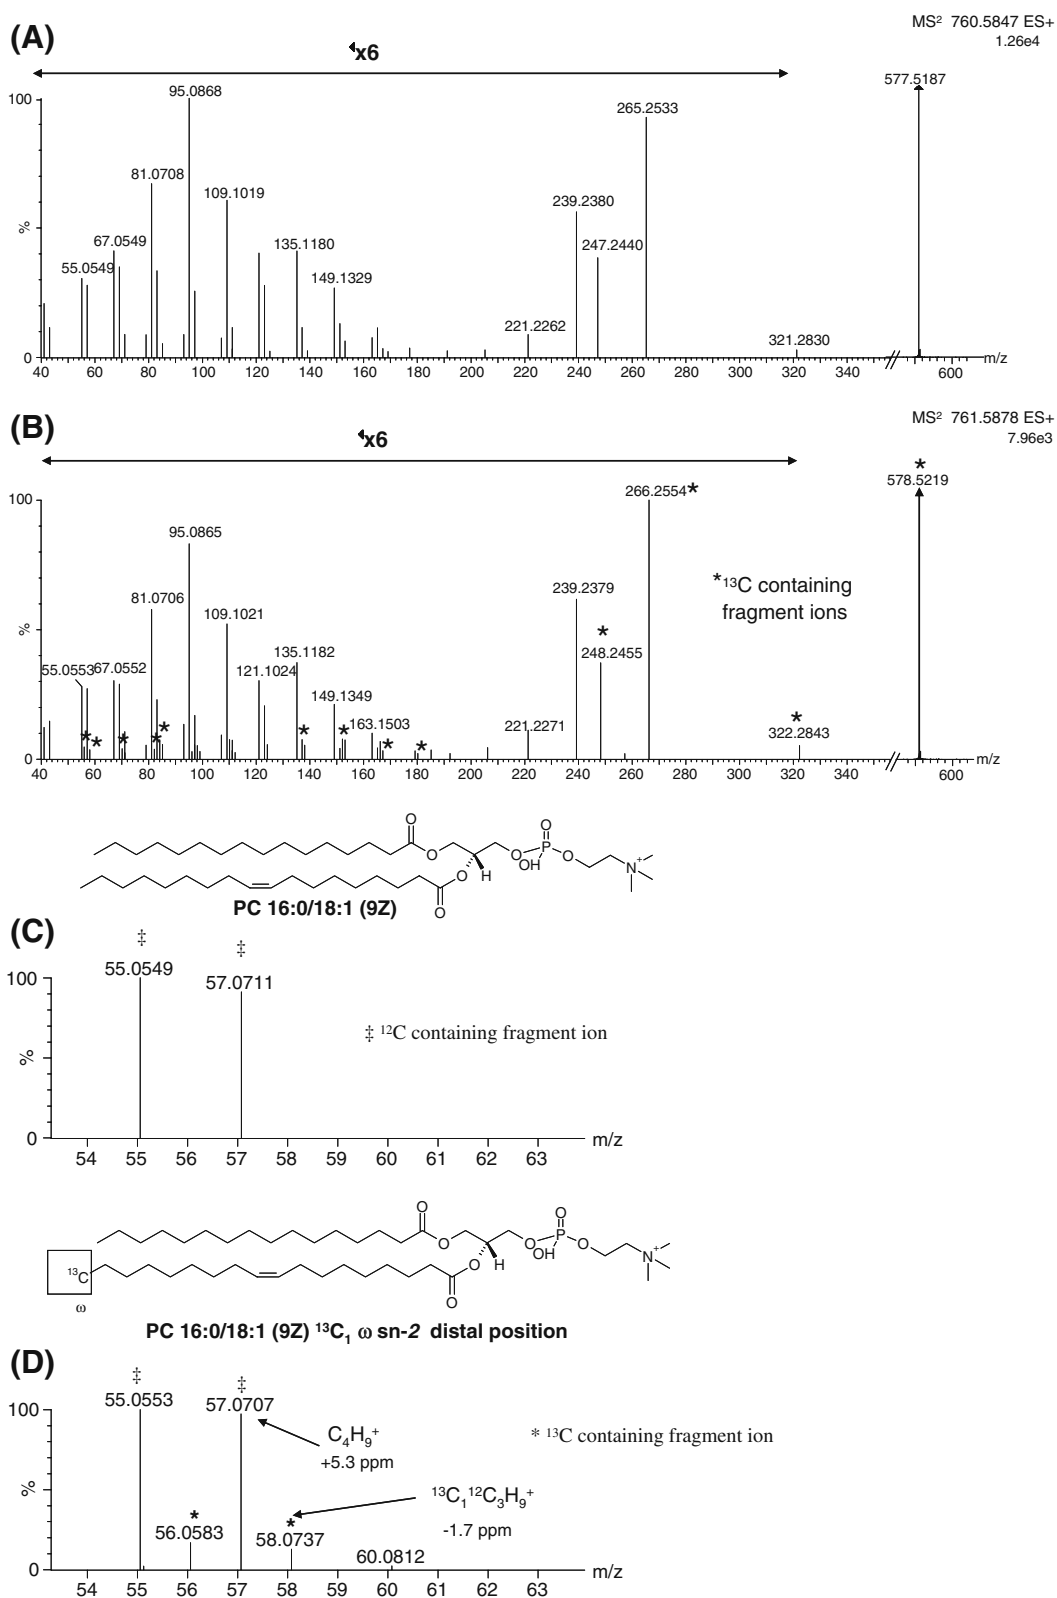 (A)
MS² 760.5847 ES+
1.26e4
x6
577.5187
100
95.0868
265.2533
81.0708
109.1019
239.2380
%
67.0549
135.1180
247.2440
55.0549
149.1329
221.2262
321.2830
0
40 60 80 100 120 140 160 180 200 220 240 260 280 300 320 340 600
m/z
(B)
MS² 761.5878 ES+
7.96e3
x6
*
578.5219
100
266.2554*
95.0865
*13C containing
fragment ions
81.0706
239.2379
109.1021
%
*
135.1182
248.2455
55.0553 67.0552
121.1024
149.1349
*
163.1503
221.2271
322.2843
* * * * * * * * *
0
40 60 80 100 120 140 160 180 200 220 240 260 280 300 320 340 600
m/z
O O
O O P O N+
OH
O H
O
PC 16:0/18:1 (9Z)
(C)
‡ ‡
100
55.0549
57.0711
‡ 12C containing fragment ion
%
0
54 55 56 57 58 59 60 61 62 63
m/z
O O
O O P O N+
OH
13C O H
ω O
PC 16:0/18:1 (9Z) 13C1 ω sn-2 distal position
(D)
‡ ‡
55.0553
57.0707
100
C4H9+
+5.3 ppm
* 13C containing fragment ion
%
13C1 12C3H9+
-1.7 ppm
* *
56.0583
58.0737
60.0812
0
54 55 56 57 58 59 60 61 62 63
m/z